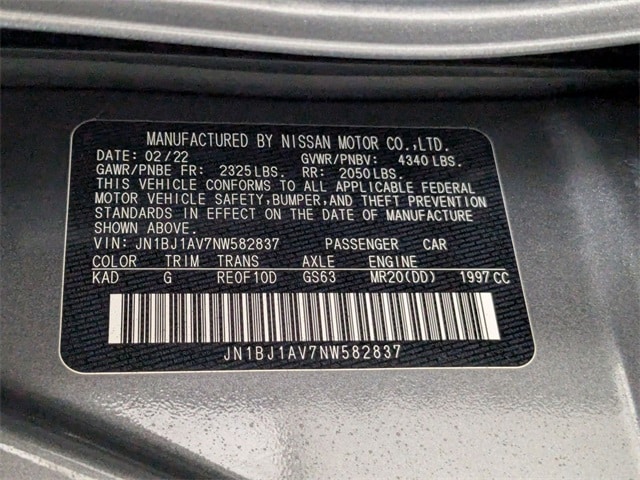 MANUFACTURED BY NISSAN MOTOR CO.,LTD.
DATE: 02/22 GVWR/PNBV: 4340 LBS.
GAWR/PNBE FR: 2325 LBS. RR: 2050 LBS.
THIS VEHICLE CONFORMS TO ALL APPLICABLE FEDERAL
MOTOR VEHICLE SAFETY, BUMPER, AND THEFT PREVENTION
STANDARDS IN EFFECT ON THE DATE OF MANUFACTURE
SHOWN ABOVE.
VIN: JN1BJ1AV7NW582837 PASSENGER CAR
COLOR TRIM TRANS AXLE ENGINE
KAD G RE0F10D GS63 MR20(DD) 1997 CC
JN1BJ1AV7NW582837